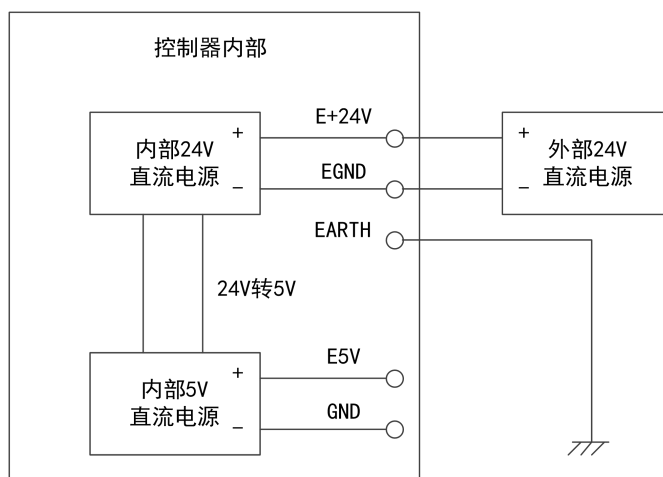 控制器内部
E+24V
内部24V
直流电源
+
−
外部24V
直流电源
+
−
EGND
EARTH
24V转5V
E5V
内部5V
直流电源
+
−
GND